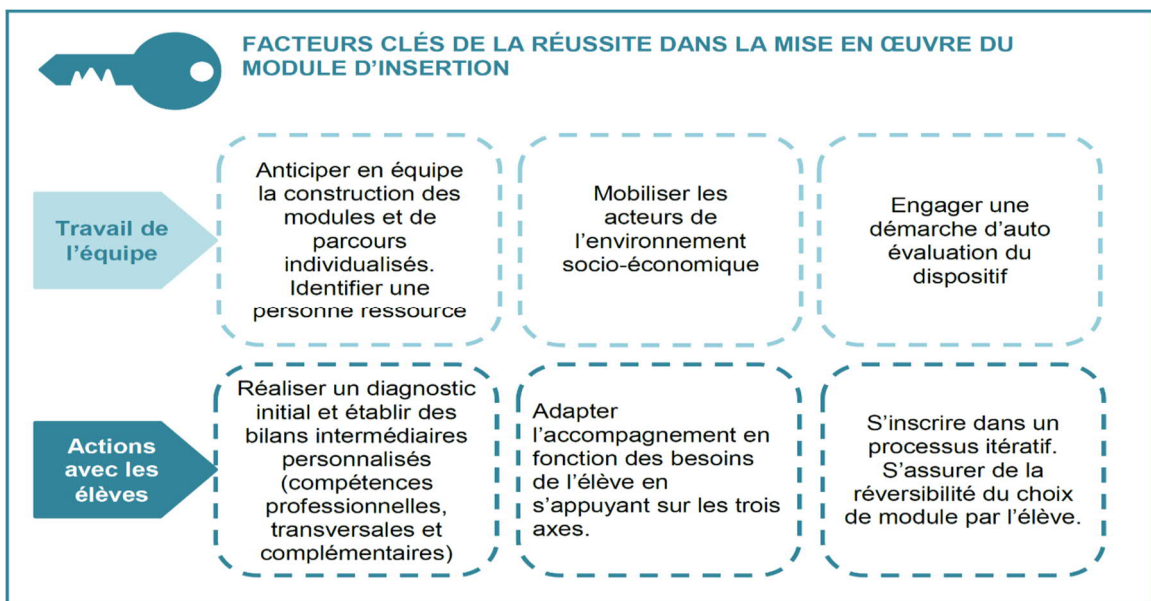 FACTEURS CLÉS DE LA RÉUSSITE DANS LA MISE EN ŒUVRE DU
MODULE D’INSERTION
Travail de
l’équipe
Anticiper en équipe
la construction des
modules et de
parcours
individualisés.
Identifier une
personne ressource
Mobiliser les
acteurs de
l’environnement
socio-économique
Engager une
démarche d’auto
évaluation du
dispositif
Actions
avec les
élèves
Réaliser un diagnostic
initial et établir des
bilans intermédiaires
personnalisés
(compétences
professionnelles,
transversales et
complémentaires)
Adapter
l’accompagnement en
fonction des besoins
de l’élève en
s’appuyant sur les trois
axes.
S’inscrire dans un
processus itératif.
S’assurer de la
réversibilité du choix
de module par l’élève.